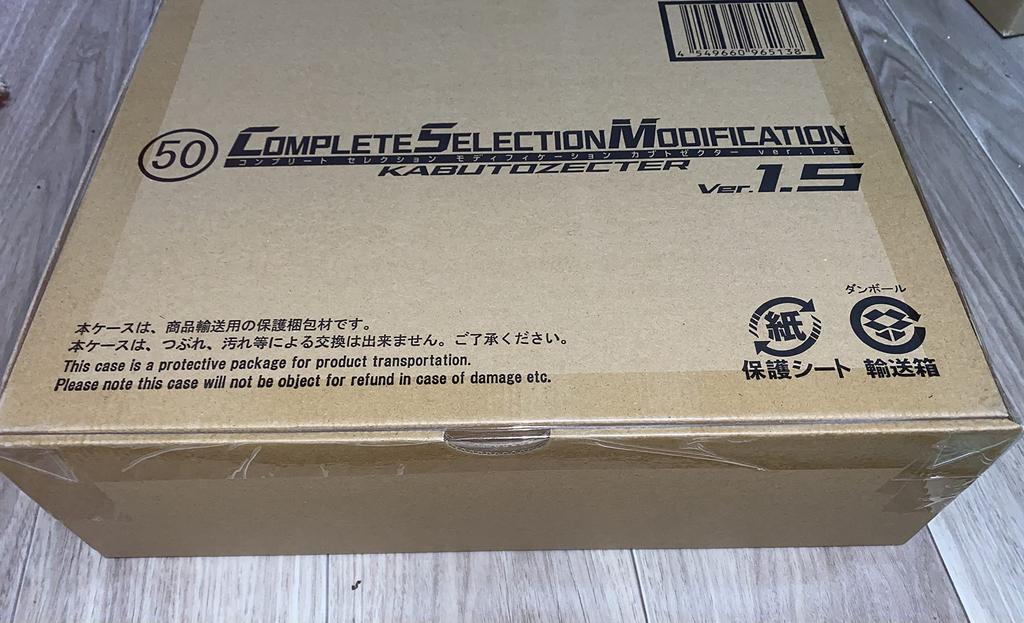 4 549660 965138
50
COMPLETE SELECTION MODIFICATION
コンプリート セレクション モディフィケーション カブトゼクター ver.1.5
KABUTOZECTER
Ver.1.5
本ケースは、商品輸送用の保護梱包材です。
本ケースは、つぶれ、汚れ等による交換は出来ません。ご了承ください。
This case is a protective package for product transportation.
Please note this case will not be object for refund in case of damage etc.
ダンボール
紙
保護シート 輸送箱